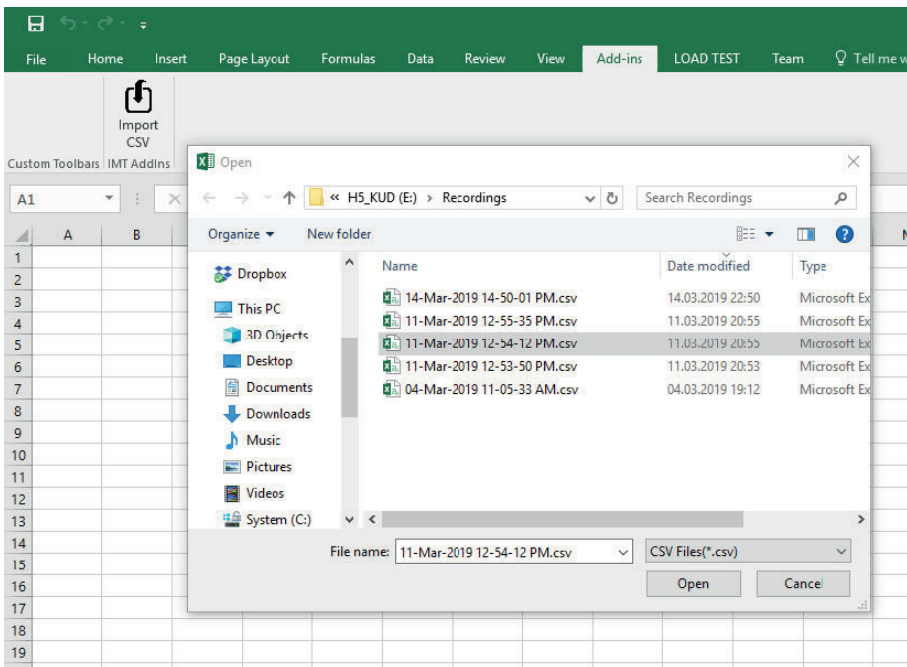 File Home Insert Page Layout Formulas Data Review View Add-ins LOAD TEST Team Tell me w
Import
CSV
Custom Toolbars IMT AddIns
Open
A1
« H5_KUD (E:) > Recordings Search Recordings
Organize New folder
A B
Name Date modified Type
Dropbox
This PC
3D Objects
Desktop
Documents
Downloads
Music
Pictures
Videos
System (C:)
14-Mar-2019 14-50-01 PM.csv 14.03.2019 22:50 Microsoft Ex
11-Mar-2019 12-55-35 PM.csv 11.03.2019 20:55 Microsoft Ex
11-Mar-2019 12-54-12 PM.csv 11.03.2019 20:55 Microsoft Ex
11-Mar-2019 12-53-50 PM.csv 11.03.2019 20:53 Microsoft Ex
04-Mar-2019 11-05-33 AM.csv 04.03.2019 19:12 Microsoft Ex
File name: 11-Mar-2019 12-54-12 PM.csv CSV Files(*.csv)
Open Cancel
1
2
3
4
5
6
7
8
9
10
11
12
13
14
15
16
17
18
19